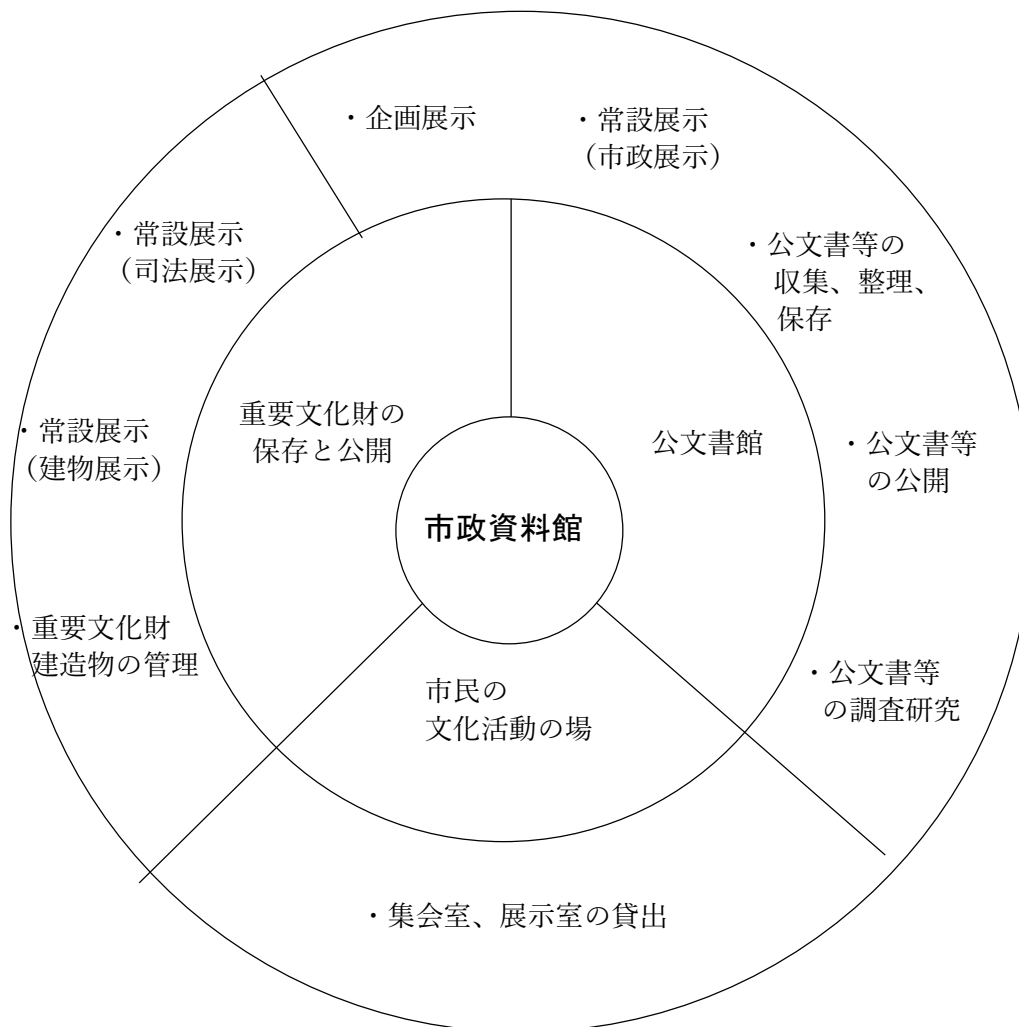 ・企画展示
・常設展示
（市政展示）
・常設展示
（司法展示）
・公文書等の
収集、整理、
保存
・常設展示
（建物展示）
重要文化財の
保存と公開
公文書館
・公文書等
の公開
市政資料館
・重要文化財
建造物の管理
市民の
文化活動の場
・公文書等
の調査研究
・集会室、展示室の貸出